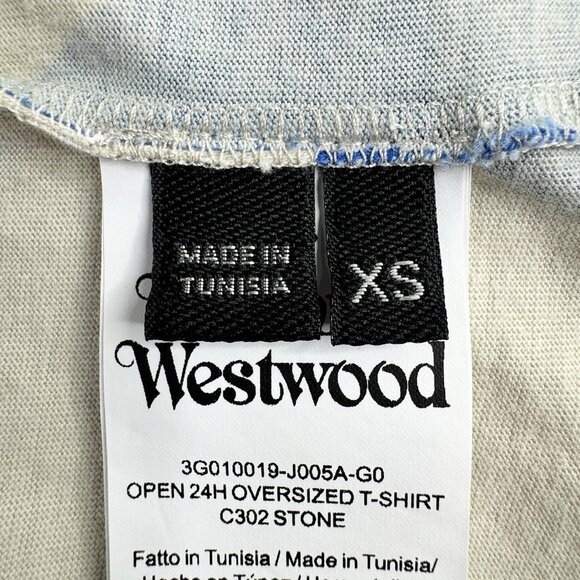 MADE IN
TUNISIA
XS
Westwood
3G010019-J005A-G0
OPEN 24H OVERSIZED T-SHIRT
C302 STONE
Fatto in Tunisia / Made in Tunisia/